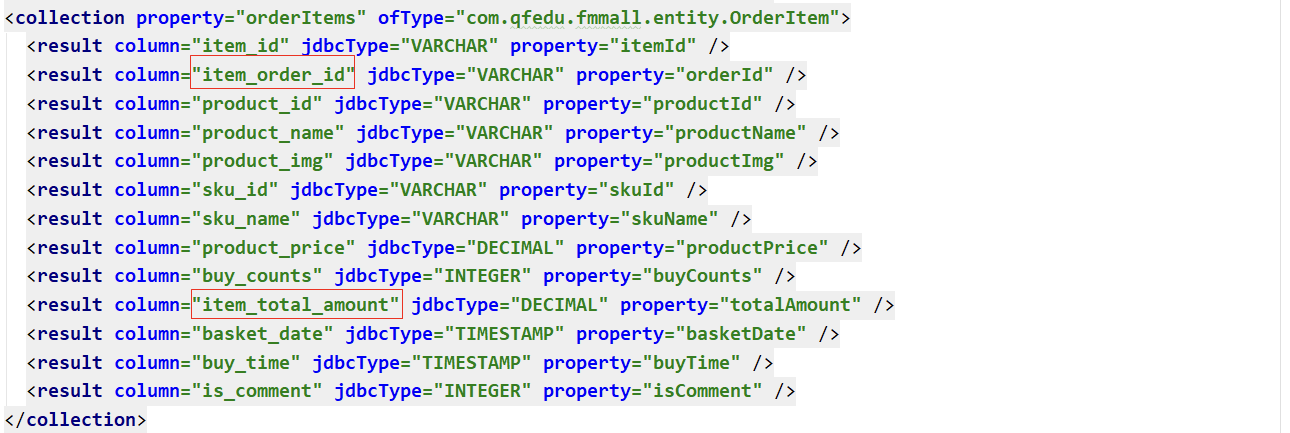 <collection property="orderItems" ofType="com.qfedu.fmmall.entity.OrderItem">
<result column="item_id" jdbcType="VARCHAR" property="itemId" />
<result column="item_order_id" jdbcType="VARCHAR" property="orderId" />
<result column="product_id" jdbcType="VARCHAR" property="productId" />
<result column="product_name" jdbcType="VARCHAR" property="productName" />
<result column="product_img" jdbcType="VARCHAR" property="productImg" />
<result column="sku_id" jdbcType="VARCHAR" property="skuId" />
<result column="sku_name" jdbcType="VARCHAR" property="skuName" />
<result column="product_price" jdbcType="DECIMAL" property="productPrice" />
<result column="buy_counts" jdbcType="INTEGER" property="buyCounts" />
<result column="item_total_amount" jdbcType="DECIMAL" property="totalAmount" />
<result column="basket_date" jdbcType="TIMESTAMP" property="basketDate" />
<result column="buy_time" jdbcType="TIMESTAMP" property="buyTime" />
<result column="is_comment" jdbcType="INTEGER" property="isComment" />
</collection>